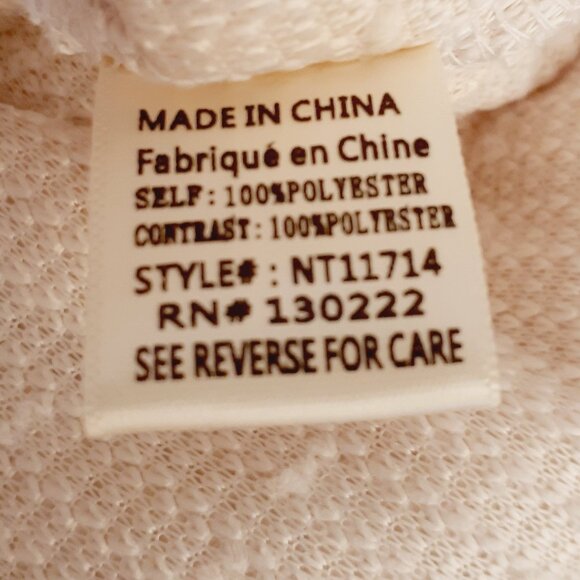 MADE IN CHINA
Fabriqué en Chine
SELF: 100%POLYESTER
CONTRAST: 100%POLYESTER
STYLE# : NT11714
RN# 130222
SEE REVERSE FOR CARE